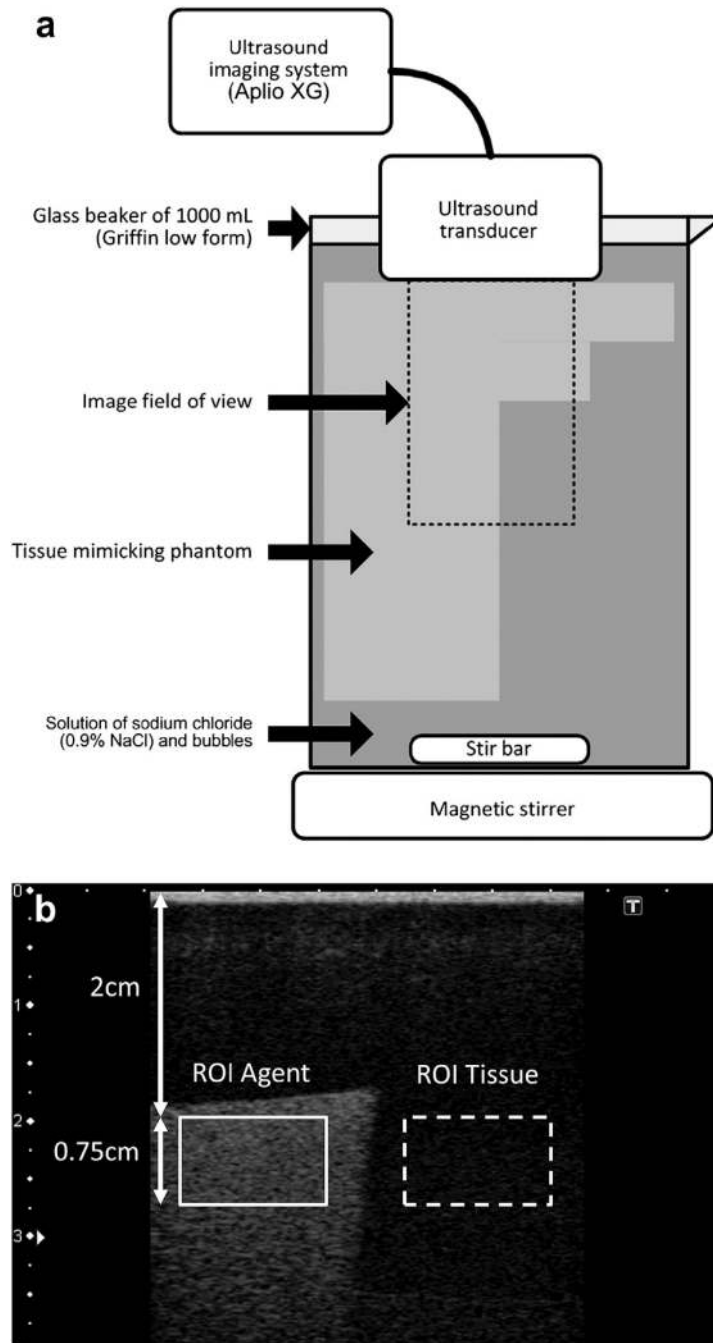 a
Ultrasound
imaging system
(Aplio XG)
Glass beaker of 1000 mL
(Griffin low form)
Ultrasound
transducer
Image field of view
Tissue mimicking phantom
Solution of sodium chloride
(0.9% NaCl) and bubbles
Stir bar
Magnetic stirrer
b
0
T
2cm
1
ROI Agent
ROI Tissue
2
0.75cm
3